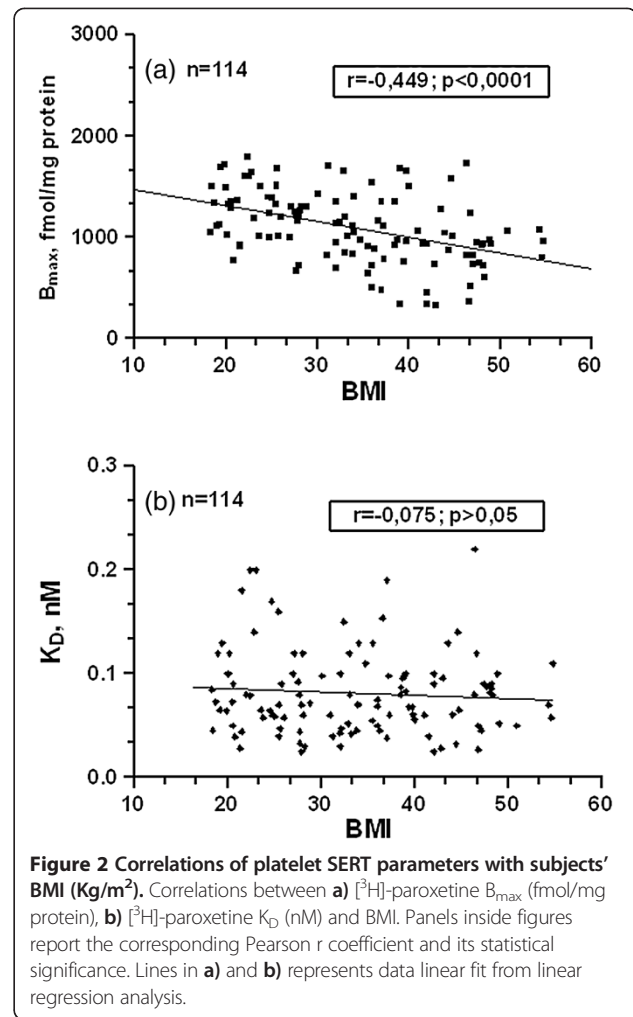 3000
(a) n=114
r=-0,449; p<0,0001
2000
1000
0
Bmax, fmol/mg protein
10 20 30 40 50 60
BMI
0.3
(b) n=114
r=-0,075; p>0,05
0.2
0.1
0.0
KD, nM
10 20 30 40 50 60
BMI
Figure 2 Correlations of platelet SERT parameters with subjects'
BMI (Kg/m²). Correlations between a) [³H]-paroxetine Bmax (fmol/mg
protein), b) [³H]-paroxetine KD (nM) and BMI. Panels inside figures
report the corresponding Pearson r coefficient and its statistical
significance. Lines in a) and b) represents data linear fit from linear
regression analysis.